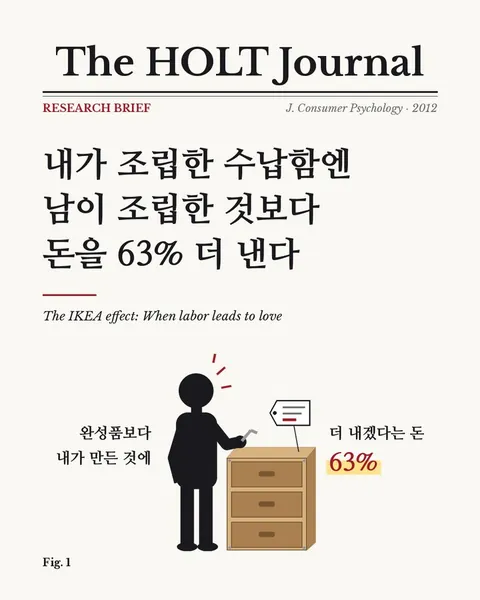 The HOLT Journal
RESEARCH BRIEF
J. Consumer Psychology · 2012
내가 조립한 수납함엔
남이 조립한 것보다
돈을 63% 더 낸다
The IKEA effect: When labor leads to love
완성품보다
내가 만든 것에
더 내겠다는 돈
63%
Fig. 1